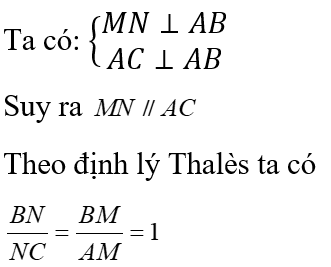 Ta có: {MN ⊥ AB
AC ⊥ AB
Suy ra MN // AC
Theo định lý Thalès ta có
BN/NC = BM/AM = 1